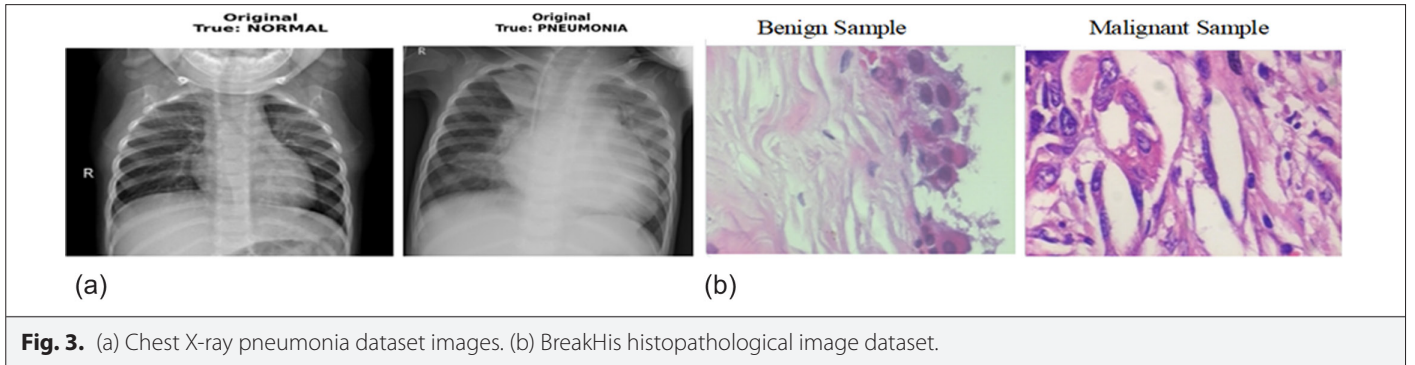 Original
True: NORMAL
Original
True: PNEUMONIA
Benign Sample
Malignant Sample
R
R
(a)
(b)
Fig. 3. (a) Chest X-ray pneumonia dataset images. (b) BreakHis histopathological image dataset.